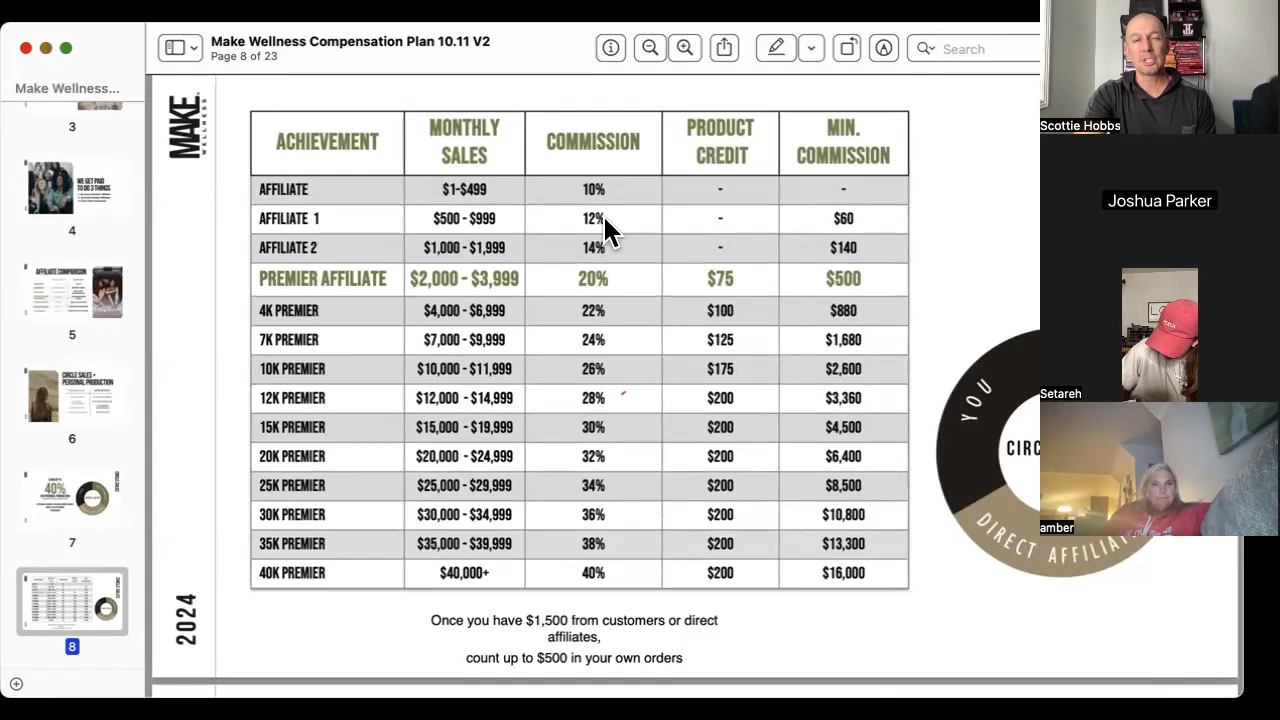 Make Wellness Compensation Plan 10.11 V2
Page 8 of 23
Search
Make Wellness...
3
WE GET PAID
TO DO 3 THINGS
4
AFFILIATE COMPARISON
5
CIRCLE SALES +
PERSONAL PRODUCTION
6
40%
7
8
MAKE
WELLNESS
2024
ACHIEVEMENT MONTHLY SALES COMMISSION PRODUCT CREDIT MIN. COMMISSION
AFFILIATE $1-$499 10% - -
AFFILIATE 1 $500 - $999 12% - $60
AFFILIATE 2 $1,000 - $1,999 14% - $140
PREMIER AFFILIATE $2,000 - $3,999 20% $75 $500
4K PREMIER $4,000 - $6,999 22% $100 $880
7K PREMIER $7,000 - $9,999 24% $125 $1,680
10K PREMIER $10,000 - $11,999 26% $175 $2,600
12K PREMIER $12,000 - $14,999 28% $200 $3,360
15K PREMIER $15,000 - $19,999 30% $200 $4,500
20K PREMIER $20,000 - $24,999 32% $200 $6,400
25K PREMIER $25,000 - $29,999 34% $200 $8,500
30K PREMIER $30,000 - $34,999 36% $200 $10,800
35K PREMIER $35,000 - $39,999 38% $200 $13,300
40K PREMIER $40,000+ 40% $200 $16,000
Once you have $1,500 from customers or direct
affiliates,
count up to $500 in your own orders
YOU
CIRC
DIRECT AFFILIAT
Scottie Hobbs
Joshua Parker
Setareh
amber